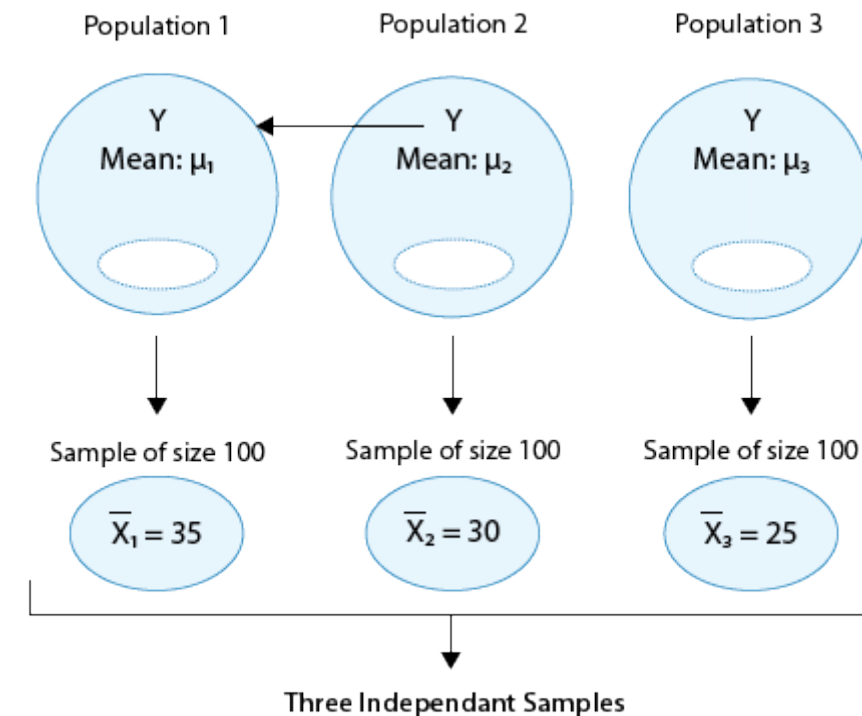 Population 1 Population 2 Population 3
Y Y Y
Mean: μ₁ Mean: μ₂ Mean: μ₃
Sample of size 100 Sample of size 100 Sample of size 100
X̅₁ = 35 X̅₂ = 30 X̅₃ = 25
Three Independant Samples